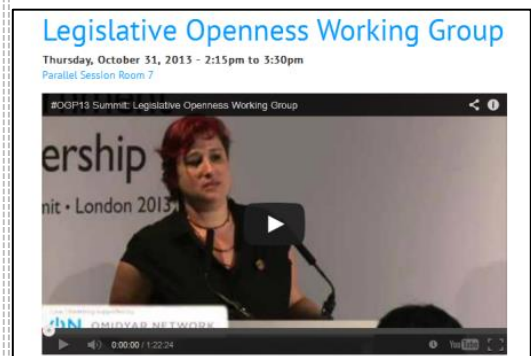 Legislative Openness Working Group
Thursday, October 31, 2013 - 2:15pm to 3:30pm
Parallel Session Room 7
#OGP13 Summit: Legislative Openness Working Group
ership
mit • London 2013
OMIDYAR NETWORK
0:00:00 / 1:22:24
YouTube